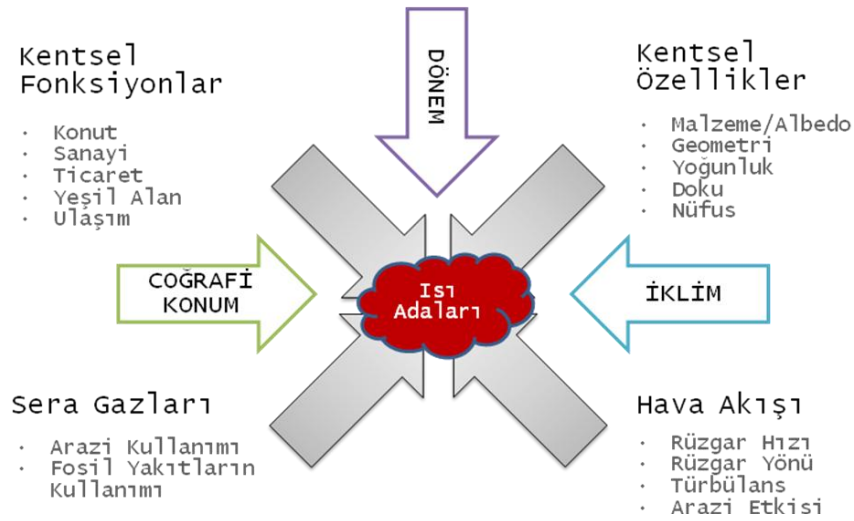 Kentsel
Fonksiyonlar
· Konut
· Sanayi
· Ticaret
· Yeşil Alan
· Ulaşım
DÖNEM
Kentsel
Özellikler
· Malzeme/Albedo
· Geometri
· Yoğunluk
· Doku
· Nüfus
COĞRAFİ
KONUM
Isı
Adaları
İKLİM
Sera Gazları
· Arazi Kullanımı
· Fosil Yakıtların
Kullanımı
Hava Akışı
· Rüzgar Hızı
· Rüzgar Yönü
· Türbülans
· Arazi Etkisi